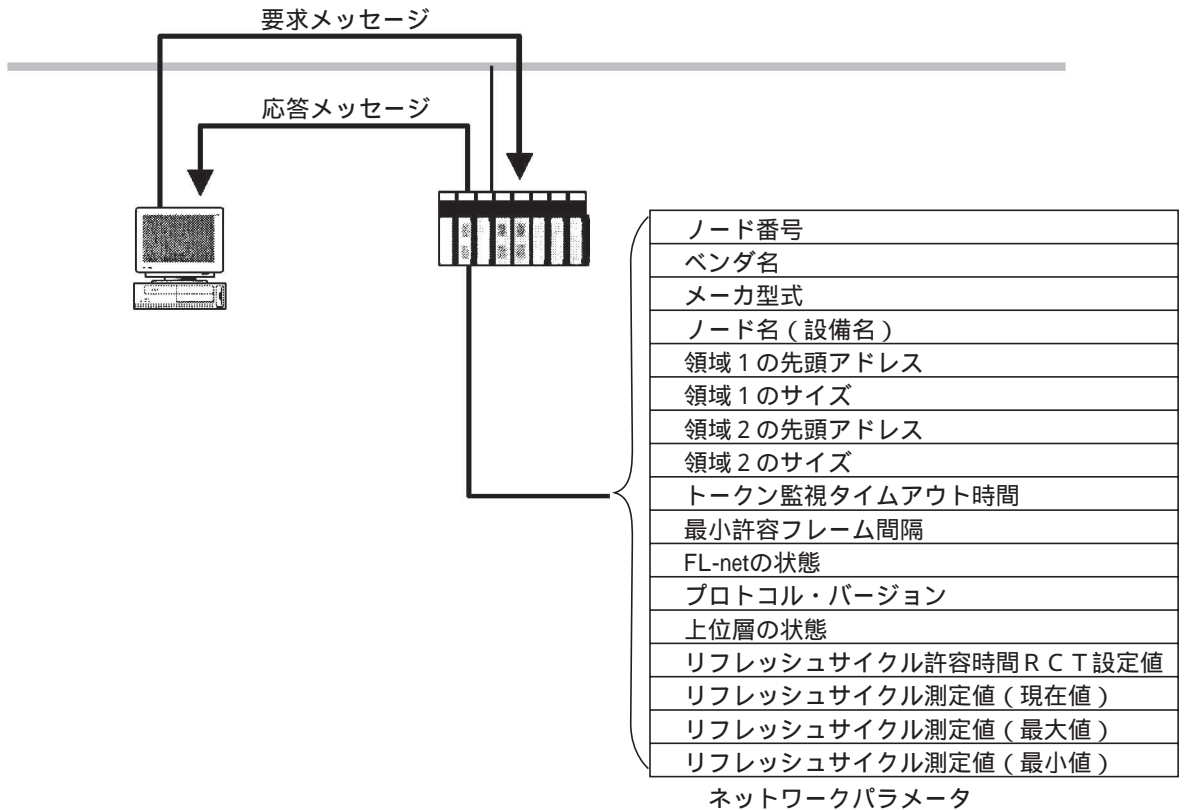 要求メッセージ
応答メッセージ
ノード番号
ベンダ名
メーカ型式
ノード名(設備名)
領域1の先頭アドレス
領域1のサイズ
領域2の先頭アドレス
領域2のサイズ
トークン監視タイムアウト時間
最小許容フレーム間隔
FL-netの状態
プロトコル・バージョン
上位層の状態
リフレッシュサイクル許容時間RCT設定値
リフレッシュサイクル測定値(現在値)
リフレッシュサイクル測定値(最大値)
リフレッシュサイクル測定値(最小値)
ネットワークパラメータ